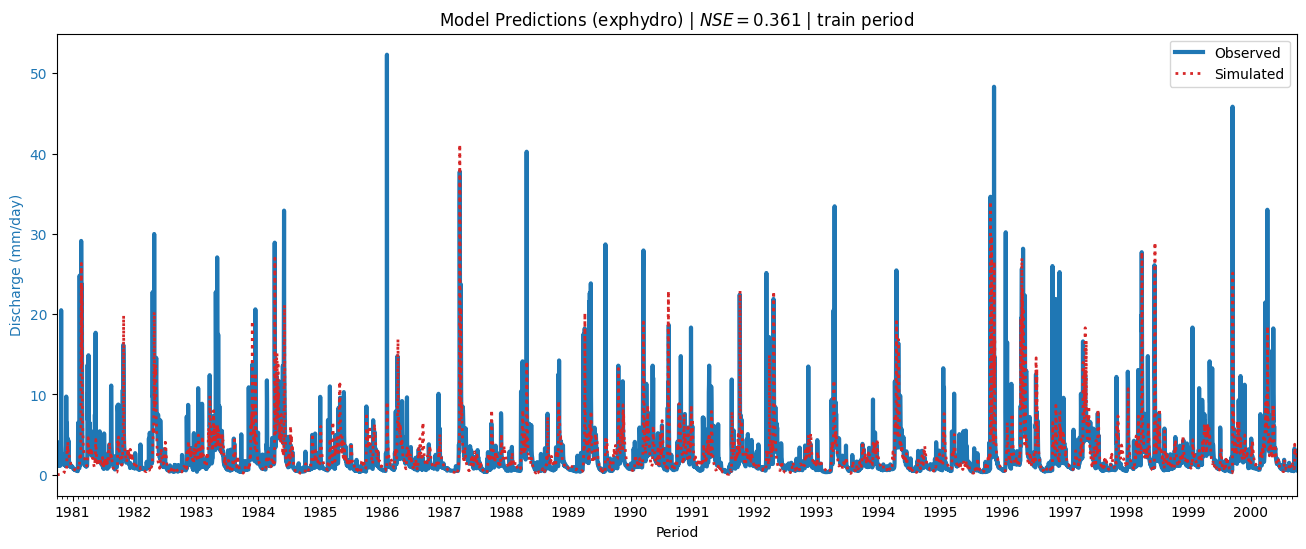 Model Predictions (exphydro) | NSE = 0.361 | train period
Observed
Simulated
Discharge (mm/day)
50
40
30
20
10
0
1981 1982 1983 1984 1985 1986 1987 1988 1989 1990 1991 1992 1993 1994 1995 1996 1997 1998 1999 2000
Period